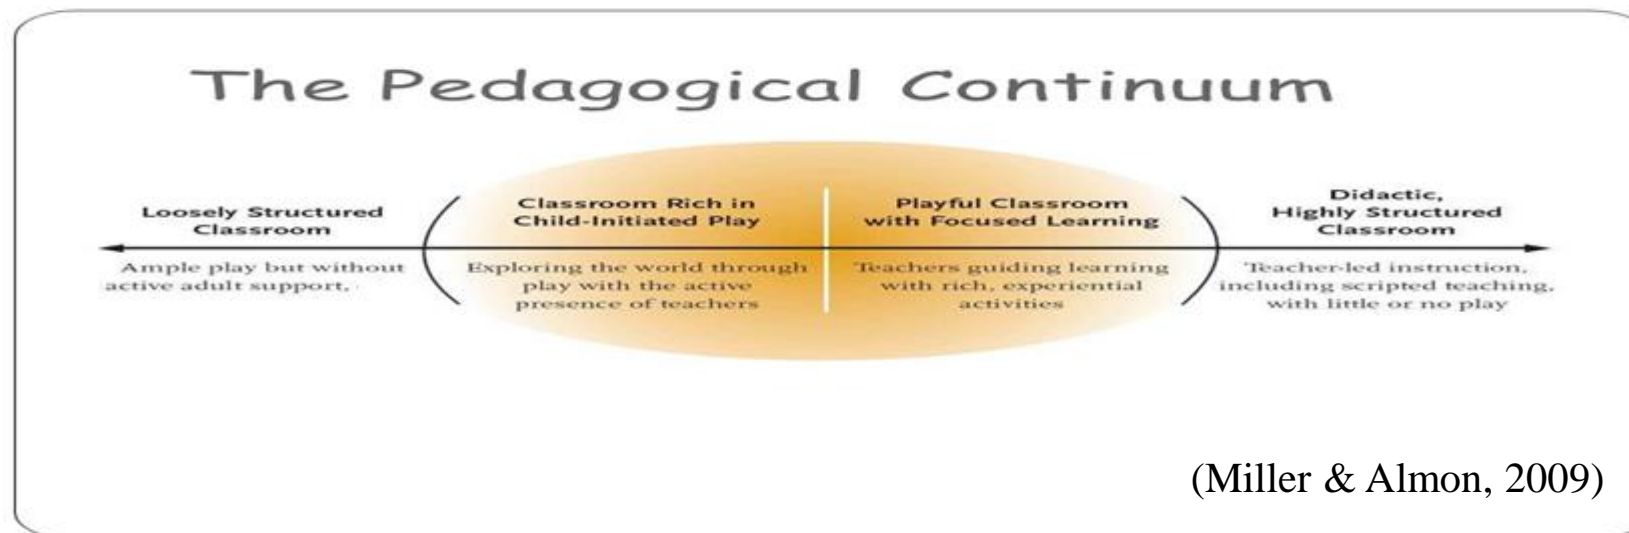 The Pedagogical Continuum
Loosely Structured
Classroom
Ample play but without
active adult support,
Classroom Rich in
Child-Initiated Play
Exploring the world through
play with the active
presence of teachers
Playful Classroom
with Focused Learning
Teachers guiding learning
with rich, experiential
activities
Didactic,
Highly Structured
Classroom
Teacher-led instruction,
including scripted teaching,
with little or no play
(Miller & Almon, 2009)